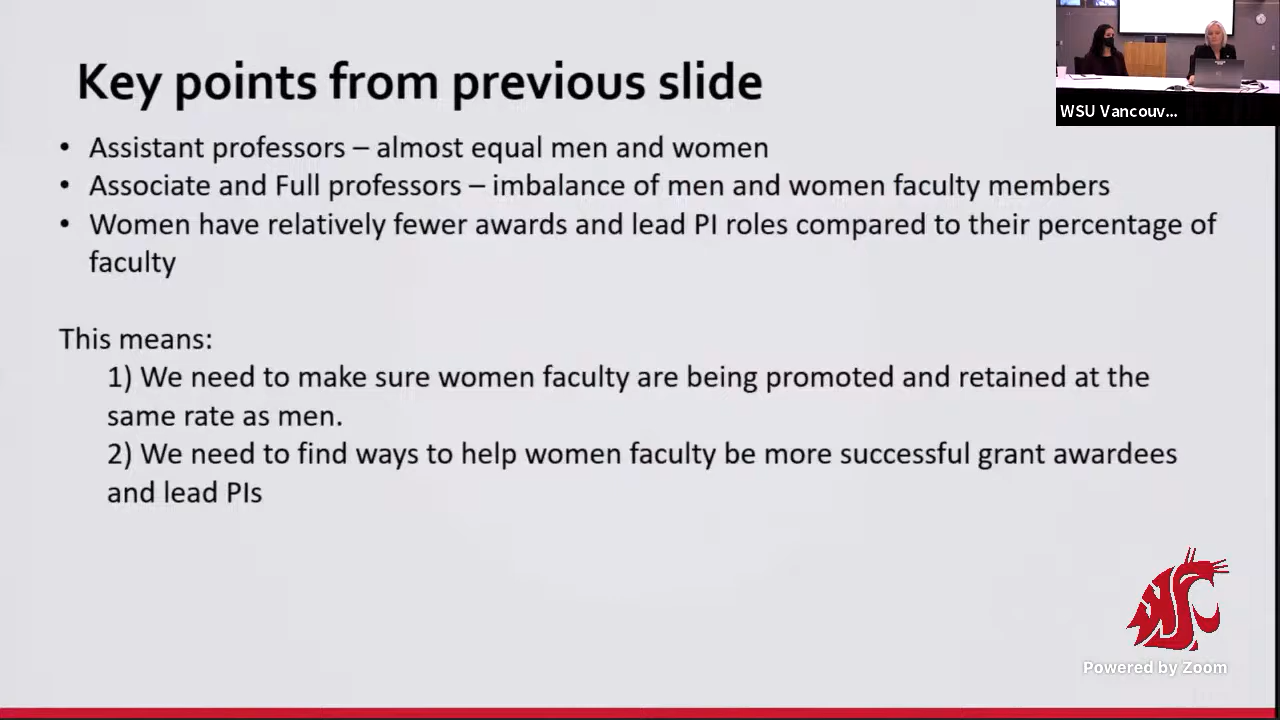 Key points from previous slide
WSU Vancouv...
• Assistant professors – almost equal men and women
• Associate and Full professors – imbalance of men and women faculty members
• Women have relatively fewer awards and lead PI roles compared to their percentage of
faculty
This means:
1) We need to make sure women faculty are being promoted and retained at the
same rate as men.
2) We need to find ways to help women faculty be more successful grant awardees
and lead PIs
WSU
Powered by Zoom